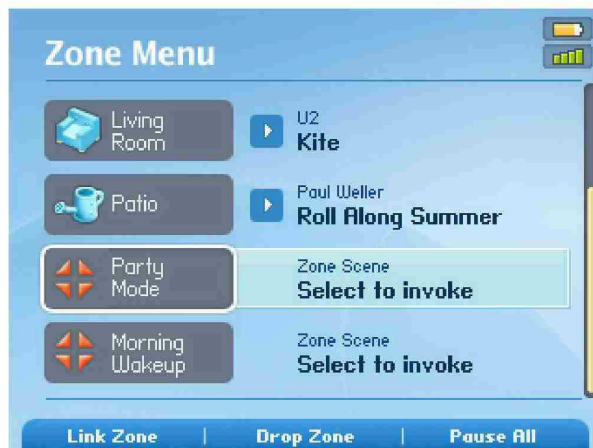 Zone Menu
Living
Room
U2
Kite
Patio
Paul Weller
Roll Along Summer
Party
Mode
Zone Scene
Select to invoke
Morning
Wakeup
Zone Scene
Select to invoke
Link Zone | Drop Zone | Pause All